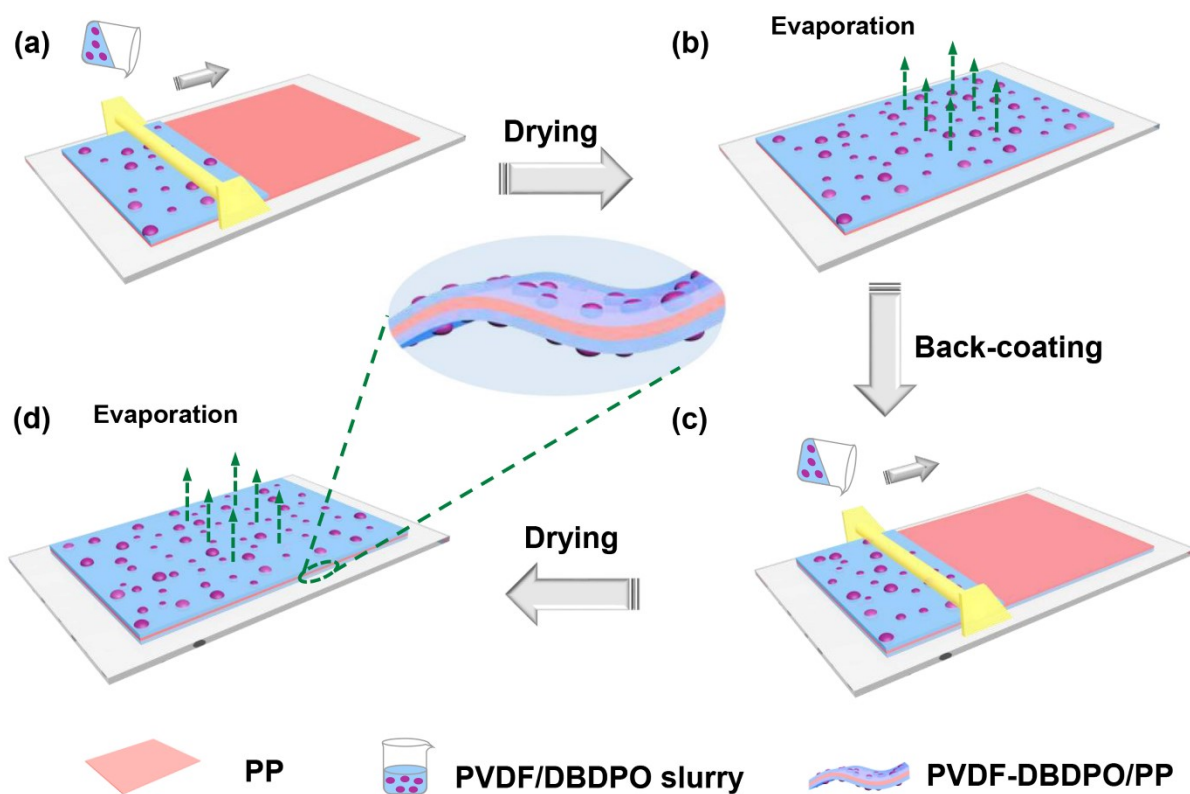 (a)
Evaporation
(b)
Drying
Back-coating
(d)
Evaporation
(c)
Drying
PP
PVDF/DBDPO slurry
PVDF-DBDPO/PP